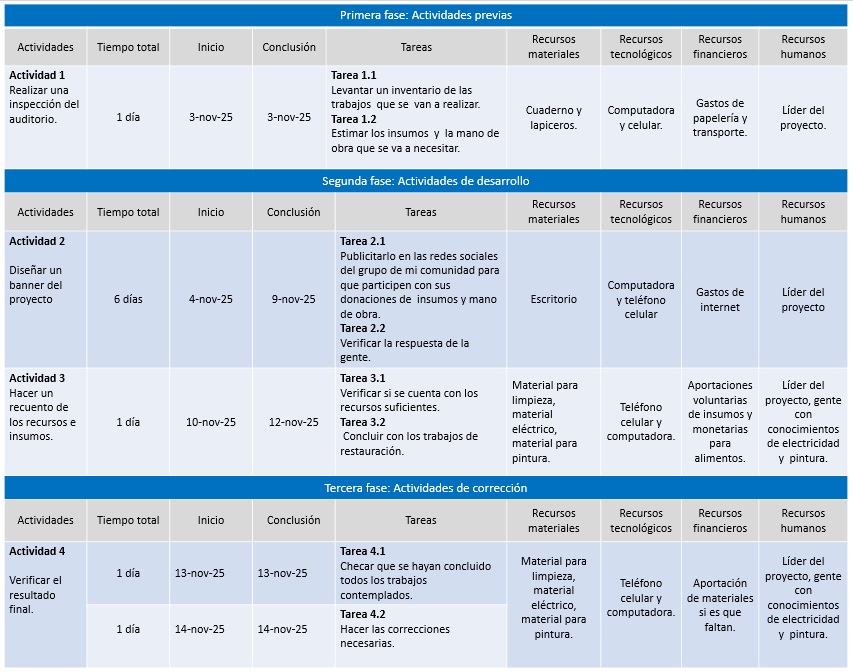 Primera fase: Actividades previas
Actividades
Tiempo total
Inicio
Conclusión
Tareas
Recursos
materiales
Recursos
tecnológicos
Recursos
financieros
Recursos
humanos
Actividad 1
Realizar una
inspección del
auditorio.
1 día
3-nov-25
3-nov-25
Tarea 1.1
Levantar un inventario de las
trabajos que se van a realizar.
Tarea 1.2
Estimar los insumos y la mano de
obra que se va a necesitar.
Cuaderno y
lapiceros.
Computadora
y celular.
Gastos de
papelería y
transporte.
Líder del
proyecto.
Segunda fase: Actividades de desarrollo
Actividades
Tiempo total
Inicio
Conclusión
Tareas
Recursos
materiales
Recursos
tecnológicos
Recursos
financieros
Recursos
humanos
Actividad 2
Diseñar un
banner del
proyecto
6 días
4-nov-25
9-nov-25
Tarea 2.1
Publicitarlo en las redes sociales
del grupo de mi comunidad para
que participen con sus
donaciones de insumos y mano
de obra.
Tarea 2.2
Verificar la respuesta de la
gente.
Escritorio
Computadora
y teléfono
celular
Gastos de
internet
Líder del
proyecto
Actividad 3
Hacer un
recuento de
los recursos e
insumos.
1 día
10-nov-25
12-nov-25
Tarea 3.1
Verificar si se cuenta con los
recursos suficientes.
Tarea 3.2
Concluir con los trabajos de
restauración.
Material para
limpieza,
material
eléctrico,
material para
pintura.
Teléfono
celular y
computadora.
Aportaciones
voluntarias
de insumos y
monetarias
para
alimentos.
Líder del
proyecto, gente
con
conocimientos
de electricidad
y pintura.
Tercera fase: Actividades de corrección
Actividades
Tiempo total
Inicio
Conclusión
Tareas
Recursos
materiales
Recursos
tecnológicos
Recursos
financieros
Recursos
humanos
Actividad 4
Verificar el
resultado
final.
1 día
13-nov-25
13-nov-25
Tarea 4.1
Checar que se hayan concluido
todos los trabajos
contemplados.
1 día
14-nov-25
14-nov-25
Tarea 4.2
Hacer las correcciones
necesarias.
Material para
limpieza,
material
eléctrico,
material para
pintura.
Teléfono
celular y
computadora.
Aportación
de materiales
si es que
faltan.
Líder del
proyecto, gente
con
conocimientos
de electricidad
y pintura.